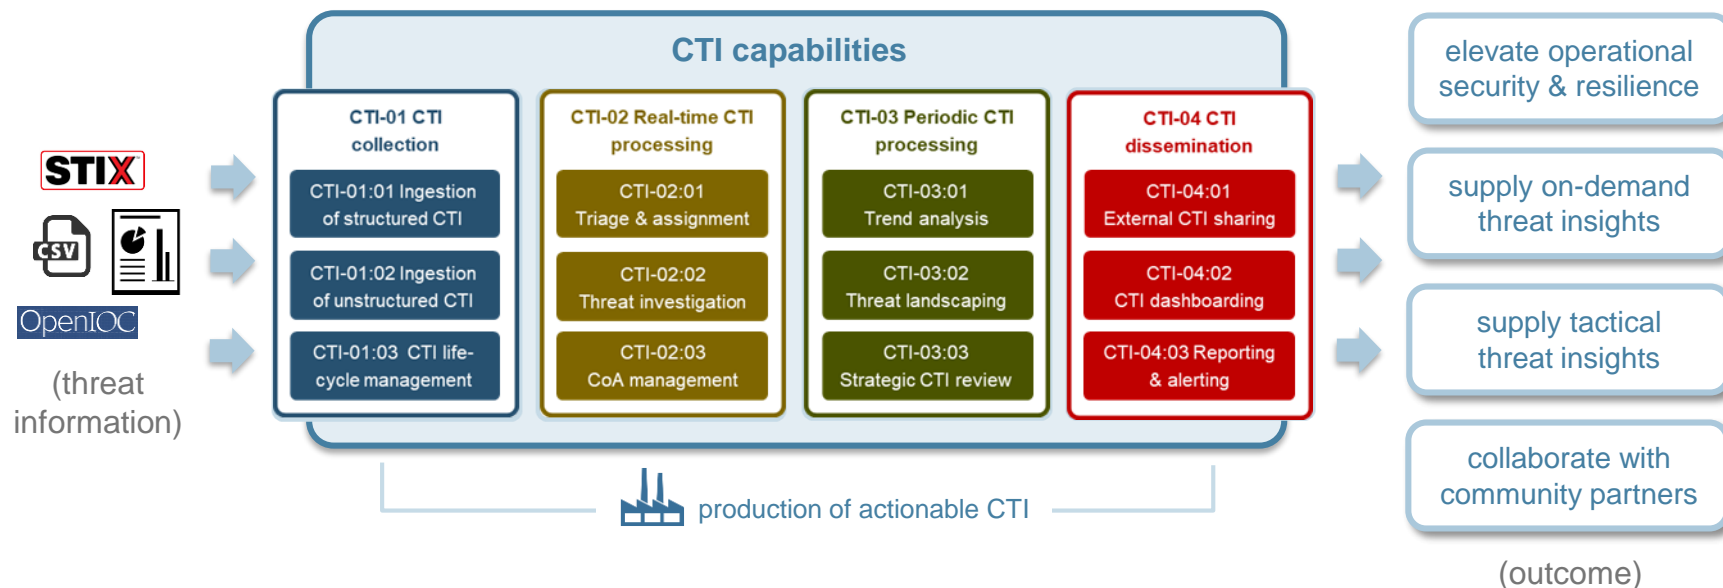 CTI capabilities
STIX
CSV
OpenIOC
(threat
information)
CTI-01 CTI
collection
CTI-01:01 Ingestion
of structured CTI
CTI-01:02 Ingestion
of unstructured CTI
CTI-01:03 CTI life-
cycle management
CTI-02 Real-time CTI
processing
CTI-02:01
Triage & assignment
CTI-02:02
Threat investigation
CTI-02:03
CoA management
CTI-03 Periodic CTI
processing
CTI-03:01
Trend analysis
CTI-03:02
Threat landscaping
CTI-03:03
Strategic CTI review
CTI-04 CTI
dissemination
CTI-04:01
External CTI sharing
CTI-04:02
CTI dashboarding
CTI-04:03 Reporting
& alerting
production of actionable CTI
elevate operational
security & resilience
supply on-demand
threat insights
supply tactical
threat insights
collaborate with
community partners
(outcome)